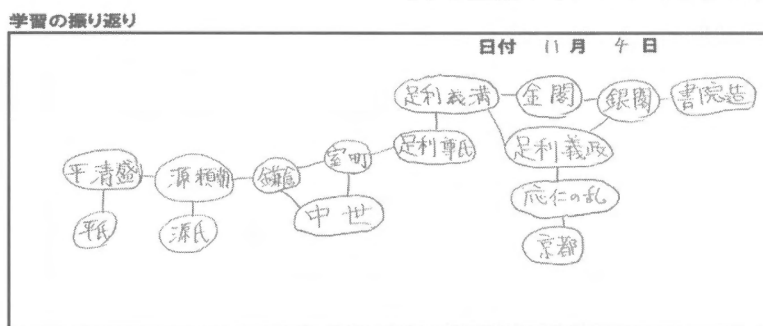 学習の振り返り
日付 11月 4日
足利義満 金閣 銀閣 書院造
平清盛 源頼朝 鎌倉 室町 足利尊氏 足利義政
平氏 源氏 中世 応仁の乱
京都